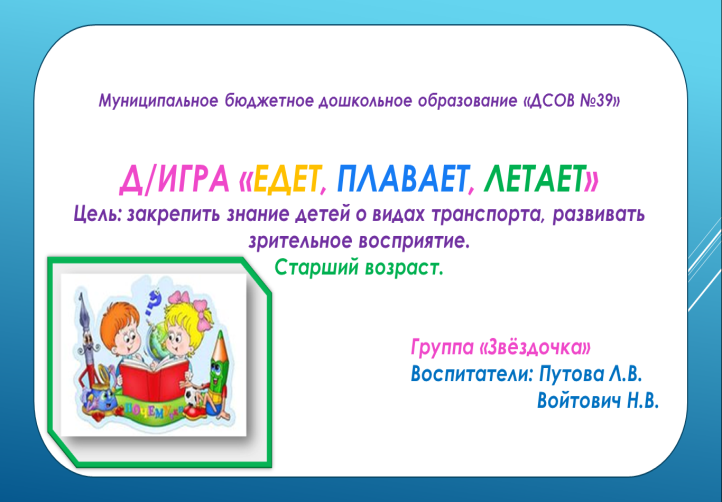 Муниципальное бюджетное дошкольное образование «ДСОВ №39»
Д/ИГРА «ЕДЕТ, ПЛАВАЕТ, ЛЕТАЕТ»
Цель: закрепить знание детей о видах транспорта, развивать
зрительное восприятие.
Старший возраст.
Группа «Звёздочка»
Воспитатели: Путова Л.В.
Войтович Н.В.